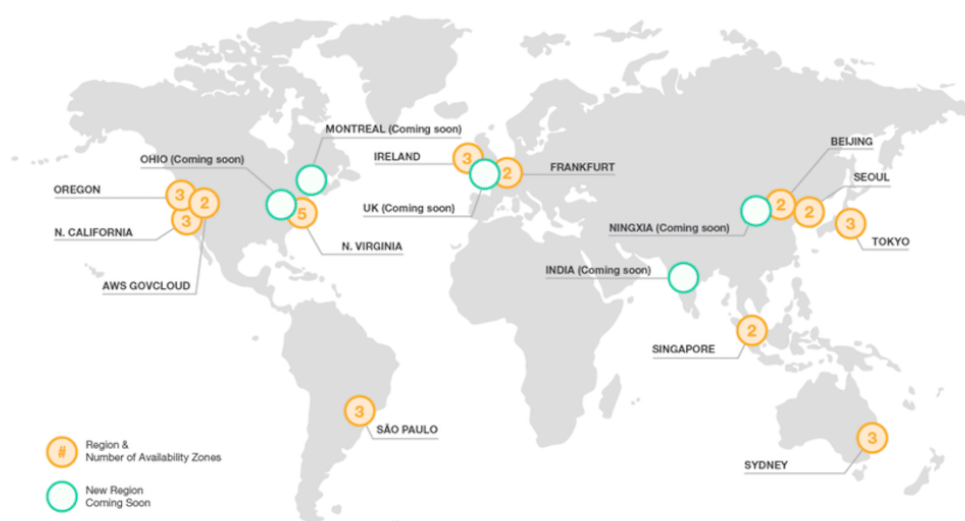 MONTREAL (Coming soon)
OHIO (Coming soon)
IRELAND
3
FRANKFURT
2
BEIJING
2
SEOUL
2
OREGON
3
2
3
N. CALIFORNIA
AWS GOVCLOUD
5
N. VIRGINIA
UK (Coming soon)
NINGXIA (Coming soon)
3
TOKYO
INDIA (Coming soon)
2
SINGAPORE
3
SÃO PAULO
3
SYDNEY
#
Region &
Number of Availability Zones
New Region
Coming Soon